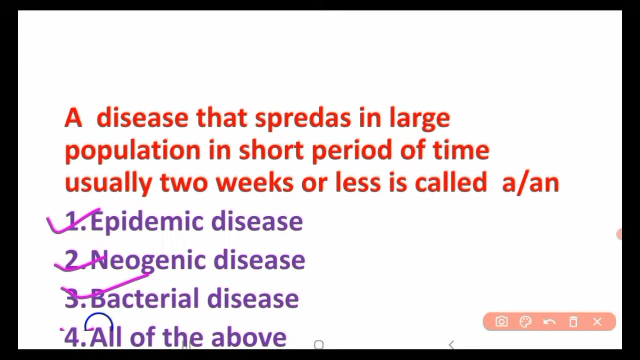 A disease that spredas in large
population in short period of time
usually two weeks or less is called a/an
1.Epidemic disease
2.Neogenic disease
3.Bacterial disease
4.All of the above